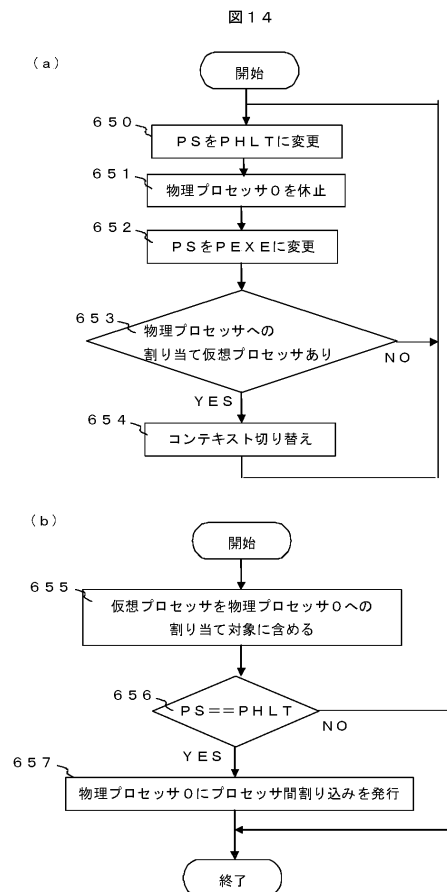 図14
(a)
開始
650
PSをPHLTに変更
651
物理プロセッサ0を休止
652
PSをPEXEに変更
653
物理プロセッサへの
割り当て仮想プロセッサあり
NO
YES
654
コンテキスト切り替え
(b)
開始
655
仮想プロセッサを物理プロセッサ0への
割り当て対象に含める
656
PS==PHLT
NO
YES
657
物理プロセッサ0にプロセッサ間割り込みを発行
終了